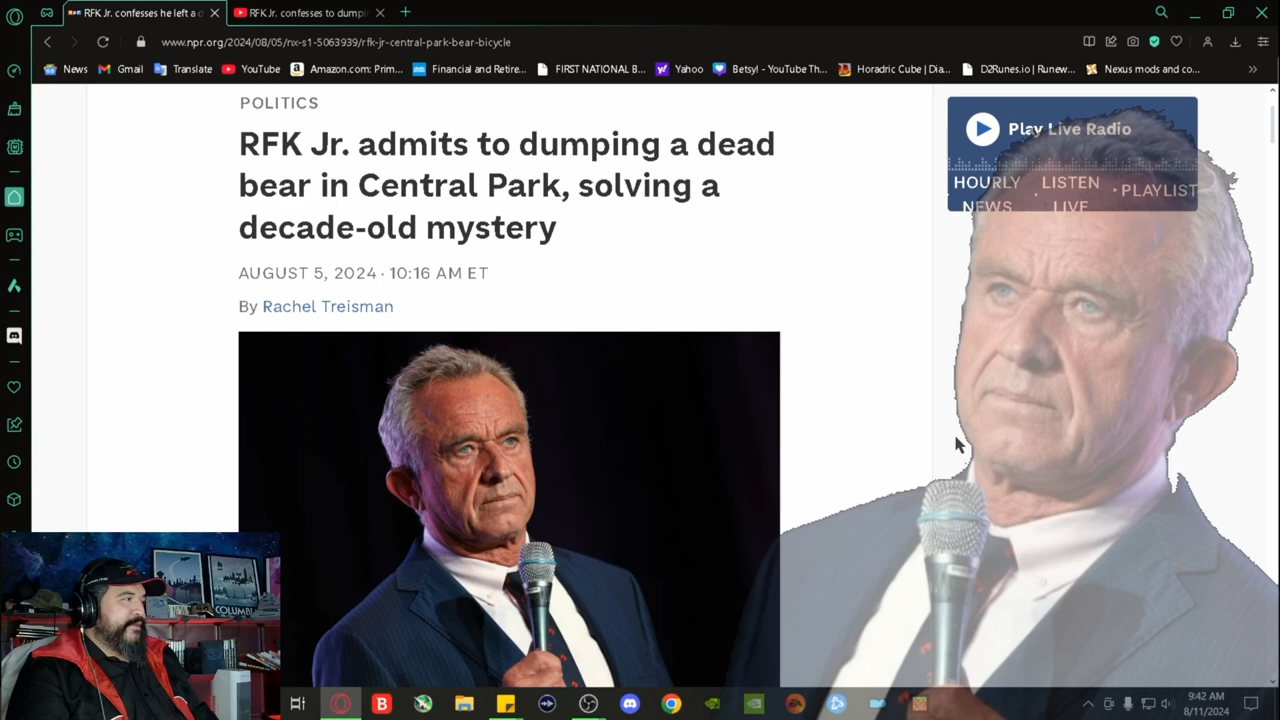 RFK Jr. confesses he left a d
RFK Jr. confesses to dumpi
www.npr.org/2024/08/05/nx-s1-5063939/rfk-jr-central-park-bear-bicycle
News
Gmail
Translate
YouTube
Amazon.com: Prim...
Financial and Retire...
FIRST NATIONAL B...
Yahoo
Betsy! - YouTube Th...
Horadric Cube | Dia...
D2Runes.io | Runew...
Nexus mods and co...
POLITICS
RFK Jr. admits to dumping a dead
bear in Central Park, solving a
decade-old mystery
AUGUST 5, 2024 · 10:16 AM ET
By Rachel Treisman
Play Live Radio
HOURLY NEWS
LISTEN LIVE
PLAYLIST
COLUMBI
9:42 AM
8/11/2024